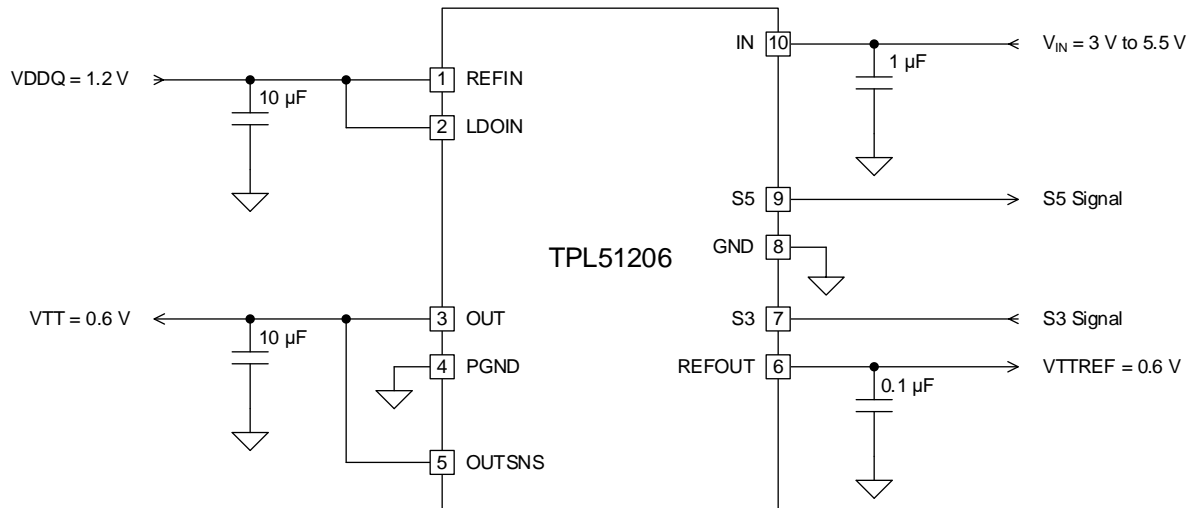 IN 10 V_IN = 3 V to 5.5 V
1 µF
VDDQ = 1.2 V 1 REFIN
10 µF
2 LDOIN
S5 9 S5 Signal
GND 8
TPL51206
VTT = 0.6 V 3 OUT
10 µF
S3 7 S3 Signal
4 PGND
REFOUT 6 VTTREF = 0.6 V
0.1 µF
5 OUTSNS